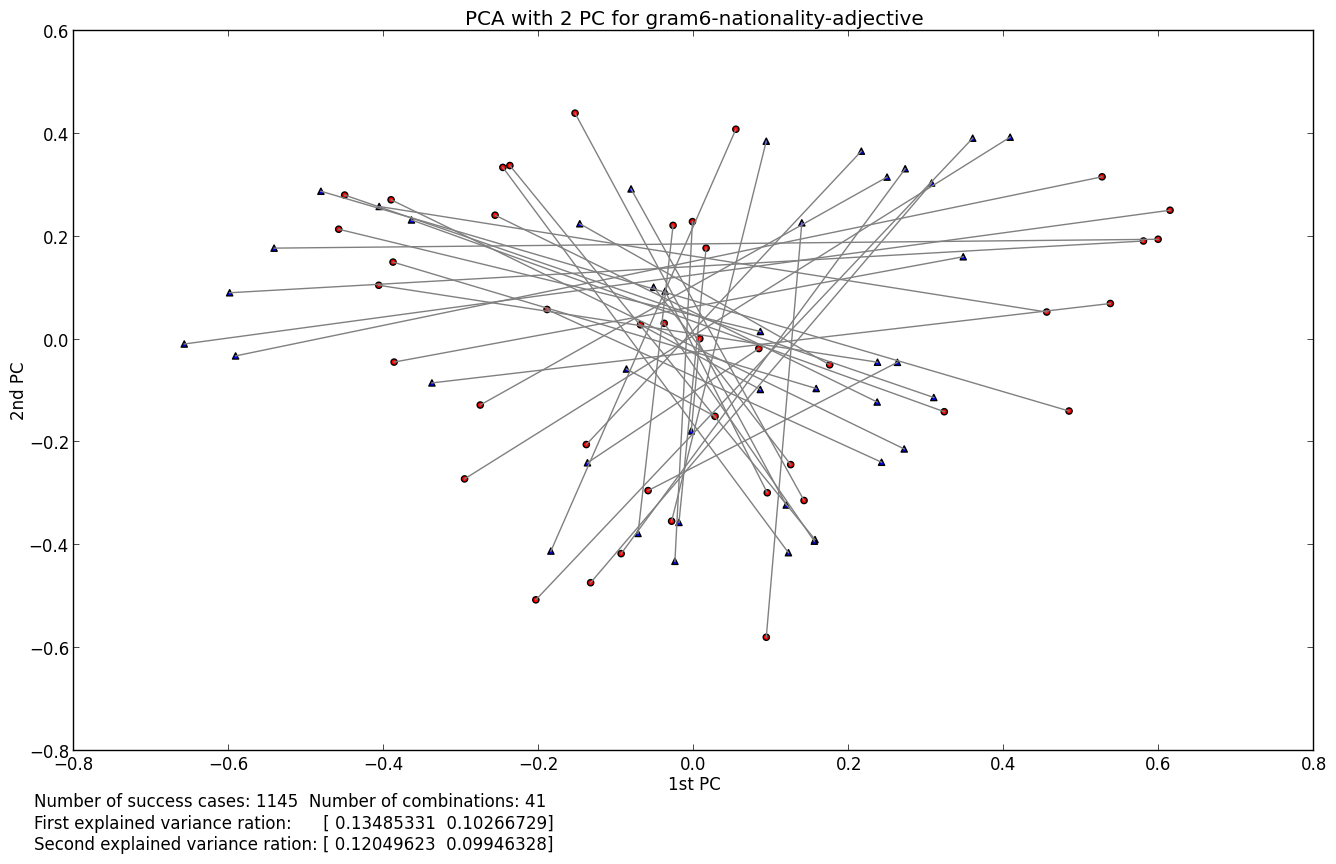 PCA with 2 PC for gram6-nationality-adjective
0.6
0.4
0.2
0.0
−0.2
−0.4
−0.6
−0.8
2nd PC
−0.8 −0.6 −0.4 −0.2 0.0 0.2 0.4 0.6 0.8
1st PC
Number of success cases: 1145 Number of combinations: 41
First explained variance ration: [ 0.13485331 0.10266729]
Second explained variance ration: [ 0.12049623 0.09946328]